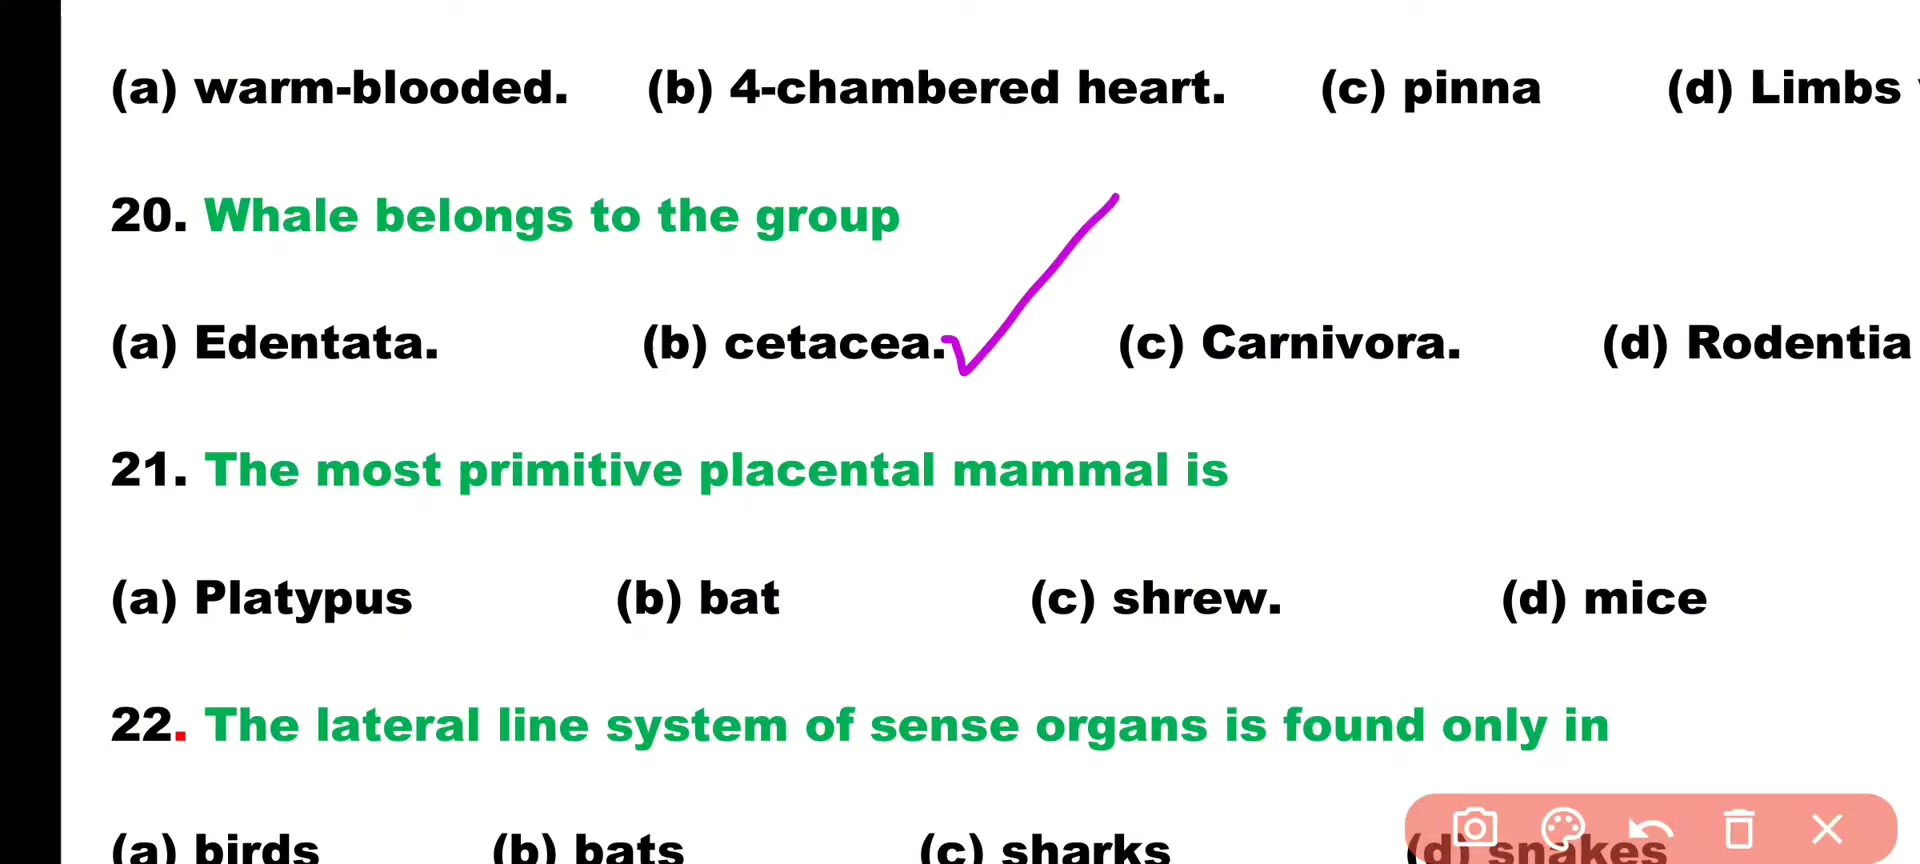 (a) warm-blooded. (b) 4-chambered heart. (c) pinna (d) Limbs
20. Whale belongs to the group
(a) Edentata. (b) cetacea. (c) Carnivora. (d) Rodentia
21. The most primitive placental mammal is
(a) Platypus (b) bat (c) shrew. (d) mice
22. The lateral line system of sense organs is found only in
(a) birds (b) bats (c) sharks (d) snakes